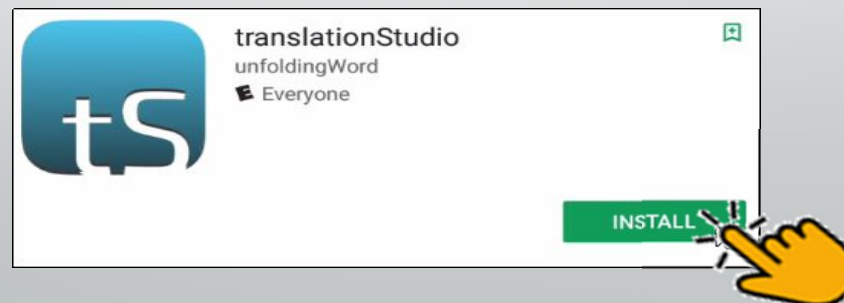 tS
translationStudio
unfoldingWord
E Everyone
INSTALL